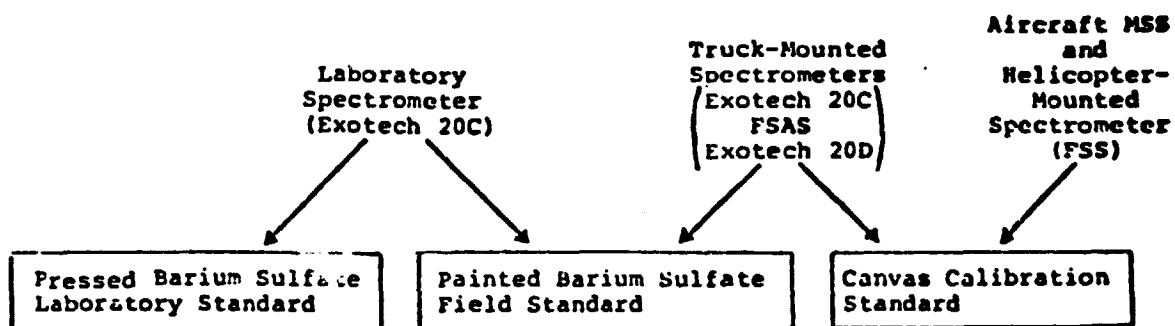 Laboratory
Spectrometer
(Exotech 20C)
Truck-Mounted
Spectrometers
(Exotech 20C
FSAS
Exotech 20D)
Aircraft MSS
and
Helicopter-
Mounted
Spectrometer
(FSS)
Pressed Barium Sulfate
Laboratory Standard
Painted Barium Sulfate
Field Standard
Canvas Calibration
Standard